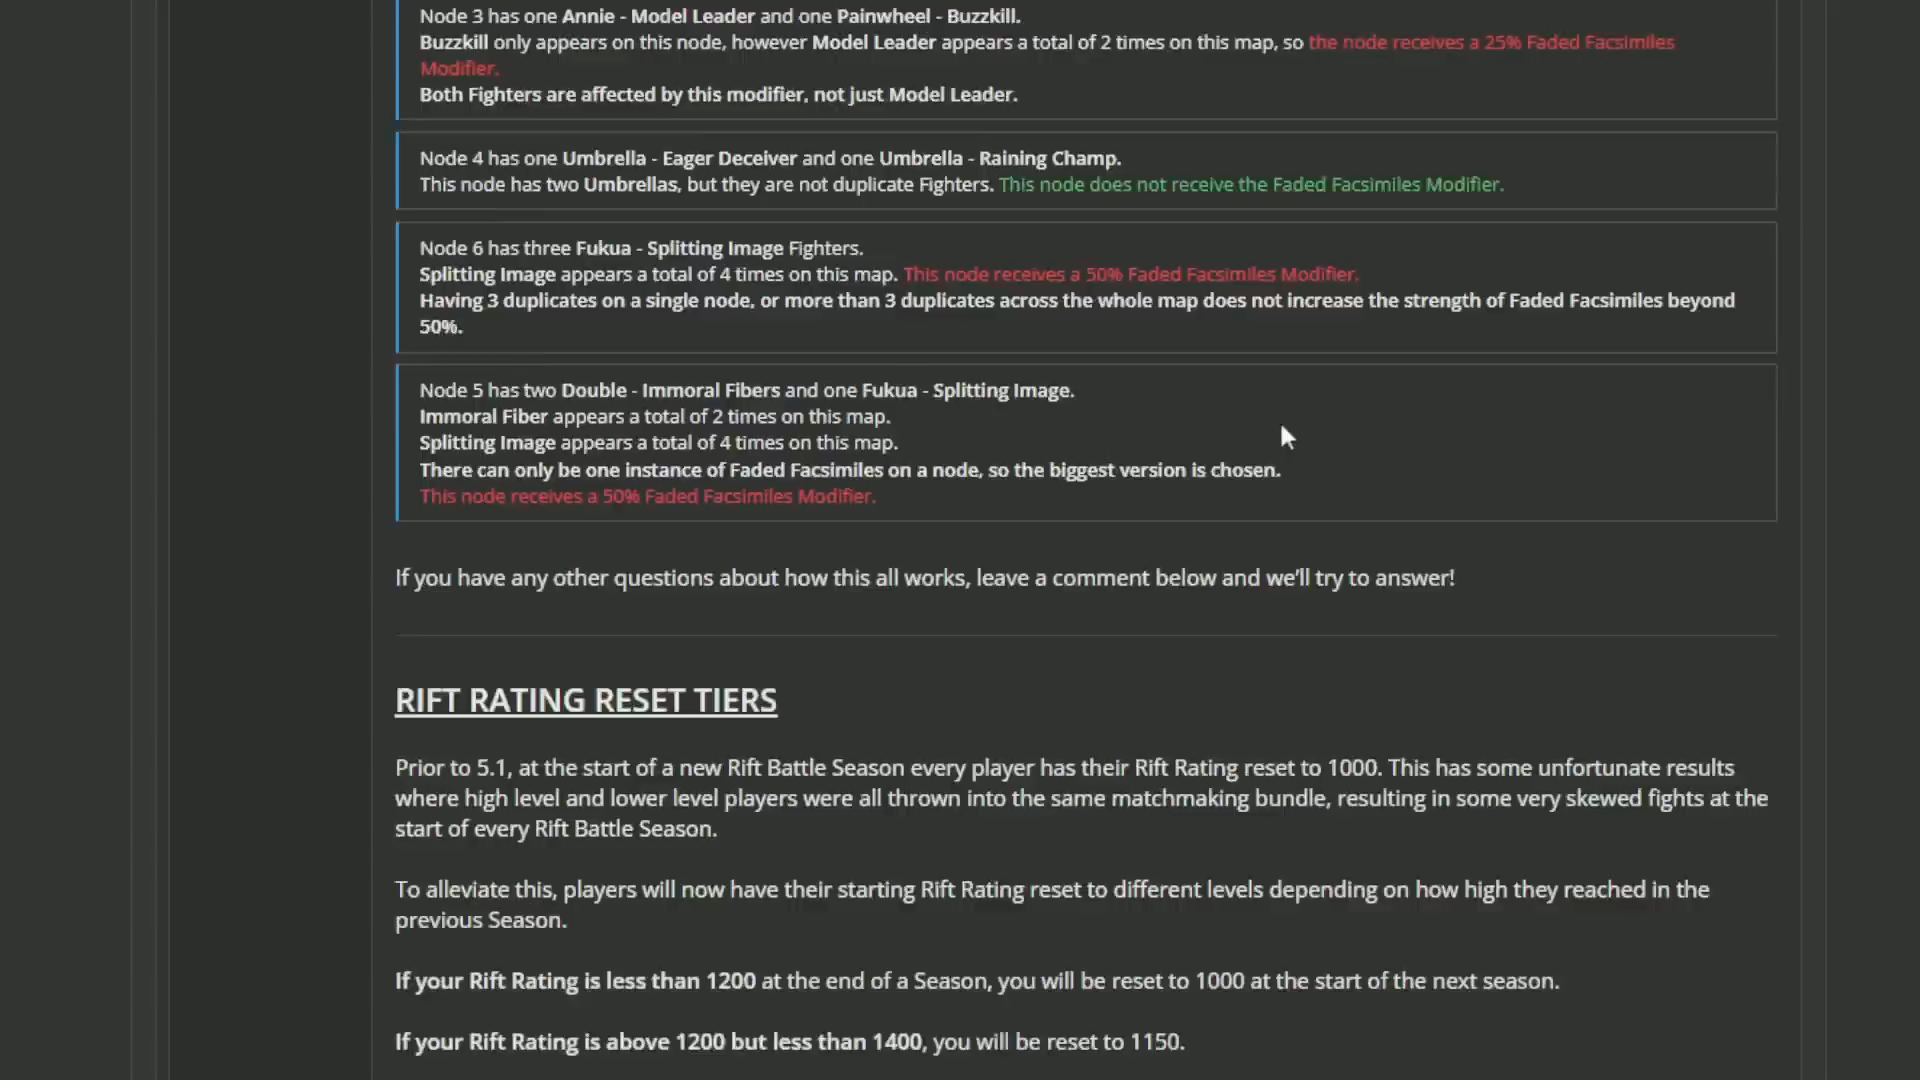 Node 3 has one Annie - Model Leader and one Painwheel - Buzzkill.
Buzzkill only appears on this node, however Model Leader appears a total of 2 times on this map, so the node receives a 25% Faded Facsimiles
Modifier.
Both Fighters are affected by this modifier, not just Model Leader.
Node 4 has one Umbrella - Eager Deceiver and one Umbrella - Raining Champ.
This node has two Umbrellas, but they are not duplicate Fighters. This node does not receive the Faded Facsimiles Modifier.
Node 6 has three Fukua - Splitting Image Fighters.
Splitting Image appears a total of 4 times on this map. This node receives a 50% Faded Facsimiles Modifier.
Having 3 duplicates on a single node, or more than 3 duplicates across the whole map does not increase the strength of Faded Facsimiles beyond
50%.
Node 5 has two Double - Immoral Fibers and one Fukua - Splitting Image.
Immoral Fiber appears a total of 2 times on this map.
Splitting Image appears a total of 4 times on this map.
There can only be one instance of Faded Facsimiles on a node, so the biggest version is chosen.
This node receives a 50% Faded Facsimiles Modifier.
If you have any other questions about how this all works, leave a comment below and we'll try to answer!
RIFT RATING RESET TIERS
Prior to 5.1, at the start of a new Rift Battle Season every player has their Rift Rating reset to 1000. This has some unfortunate results
where high level and lower level players were all thrown into the same matchmaking bundle, resulting in some very skewed fights at the
start of every Rift Battle Season.
To alleviate this, players will now have their starting Rift Rating reset to different levels depending on how high they reached in the
previous Season.
If your Rift Rating is less than 1200 at the end of a Season, you will be reset to 1000 at the start of the next season.
If your Rift Rating is above 1200 but less than 1400, you will be reset to 1150.